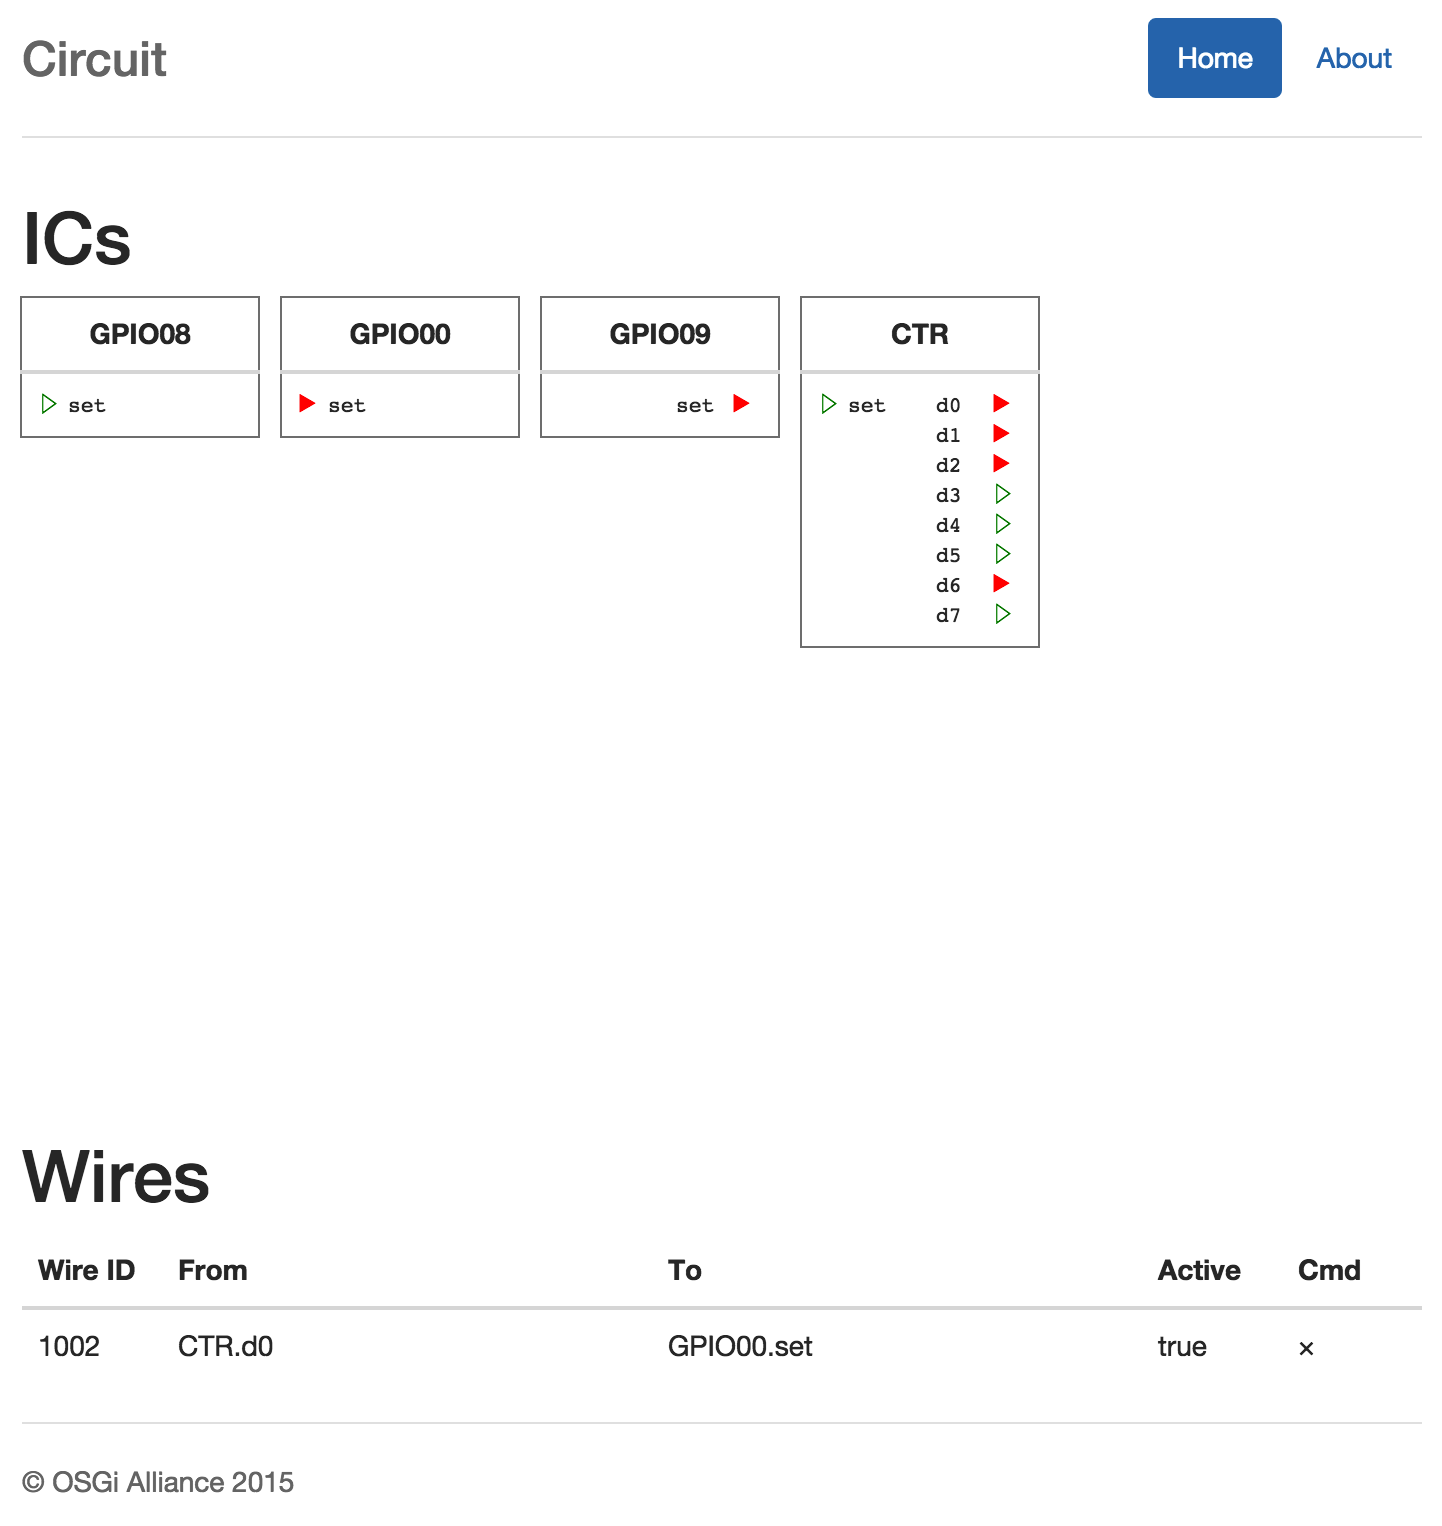 Circuit Home About
ICs
GPIO08 GPIO00 GPIO09 CTR
set set set set d0
d1
d2
d3
d4
d5
d6
d7
Wires
Wire ID From To Active Cmd
1002 CTR.d0 GPIO00.set true ×
© OSGi Alliance 2015